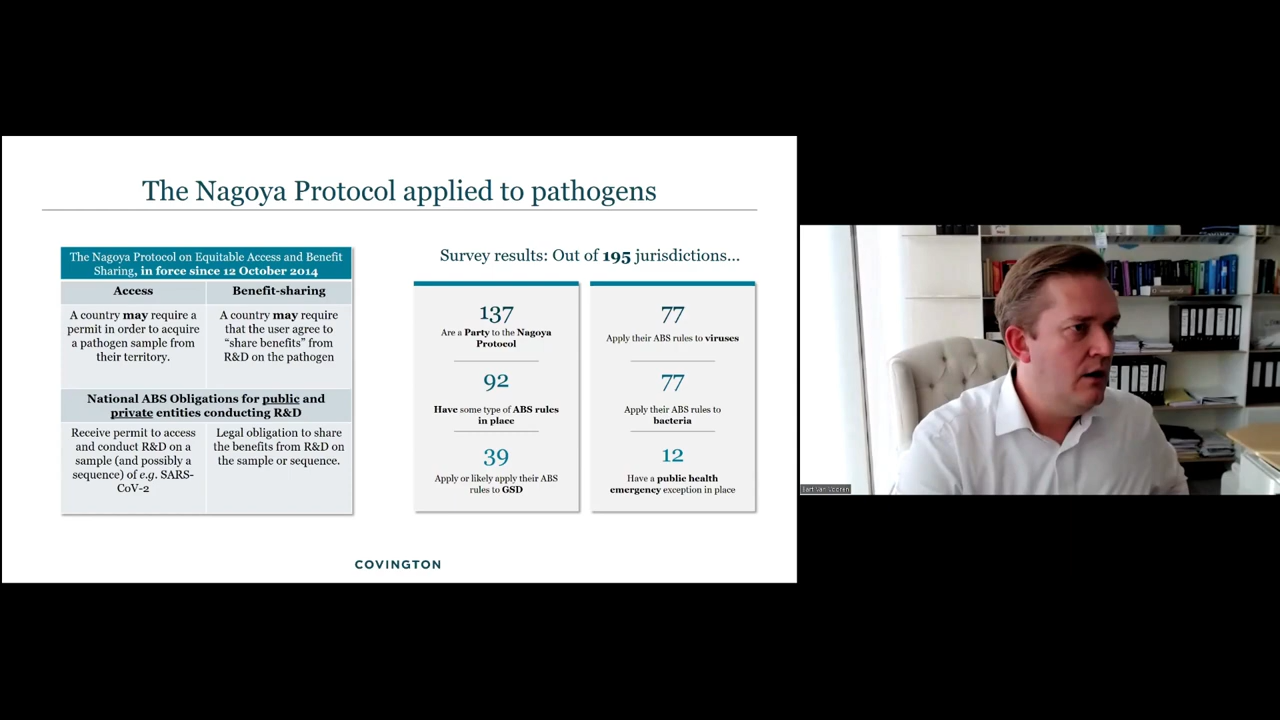 The Nagoya Protocol applied to pathogens
The Nagoya Protocol on Equitable Access and Benefit
Sharing, in force since 12 October 2014
Access
Benefit-sharing
A country may require a
permit in order to acquire
a pathogen sample from
their territory.
A country may require
that the user agree to
“share benefits” from
R&D on the pathogen
National ABS Obligations for public and
private entities conducting R&D
Receive permit to access
and conduct R&D on a
sample (and possibly a
sequence) of e.g. SARS-
CoV-2
Legal obligation to share
the benefits from R&D on
the sample or sequence.
Survey results: Out of 195 jurisdictions...
137
Are a Party to the Nagoya
Protocol
92
Have some type of ABS rules
in place
39
Apply or likely apply their ABS
rules to GSD
77
Apply their ABS rules to viruses
77
Apply their ABS rules to
bacteria
12
Have a public health
emergency exception in place
COVINGTON
Bart Van Vooren